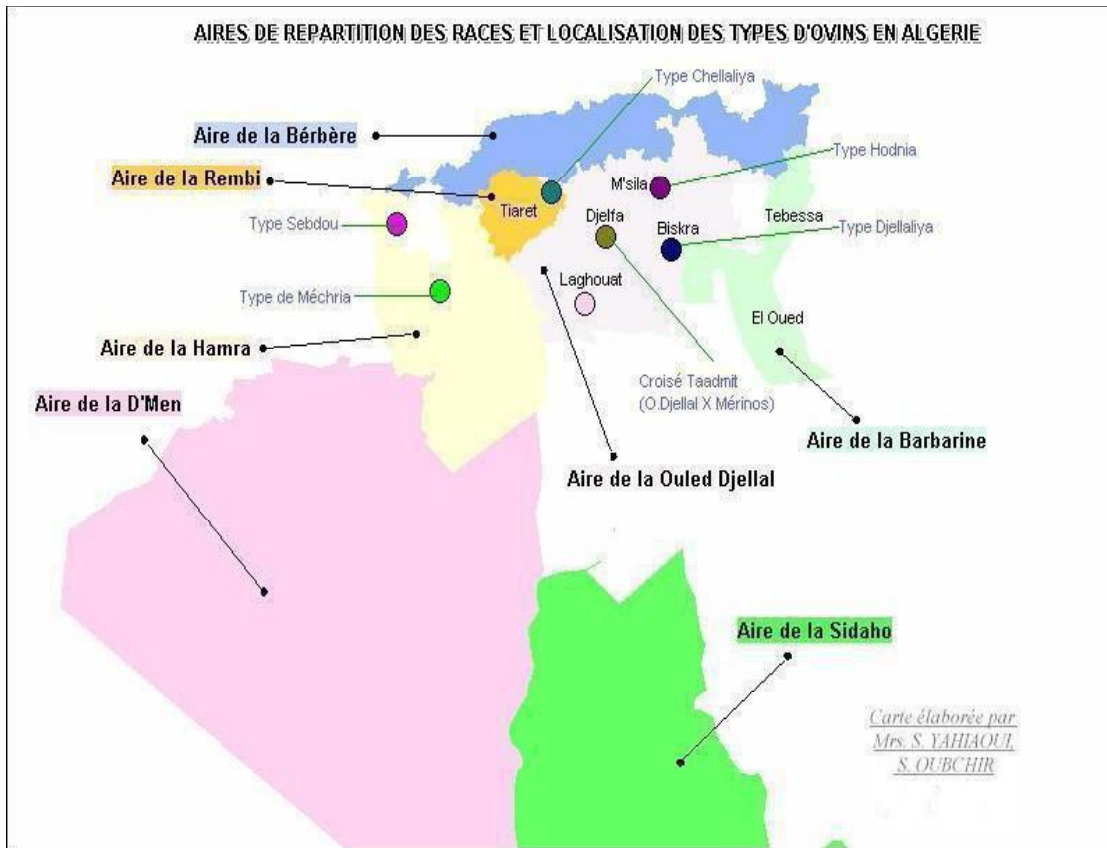 AIRES DE REPARTITION DES RACES ET LOCALISATION DES TYPES D'OVINS EN ALGERIE
Type Chellaliya
Aire de la Bérbère
Type Hodnia
Aire de la Rembi
M'sila
Tiaret
Type Sebdou
Djelfa
Tebessa
Biskra
Type Djellaliya
Laghouat
Type de Méchria
El Oued
Aire de la Hamra
Croisé Taadmit
(O.Djellal X Mérinos)
Aire de la D'Men
Aire de la Barbarine
Aire de la Ouled Djellal
Aire de la Sidaho
Carte élaborée par
Mrs. S. YAHIAOUI,
S. OUBCHIR